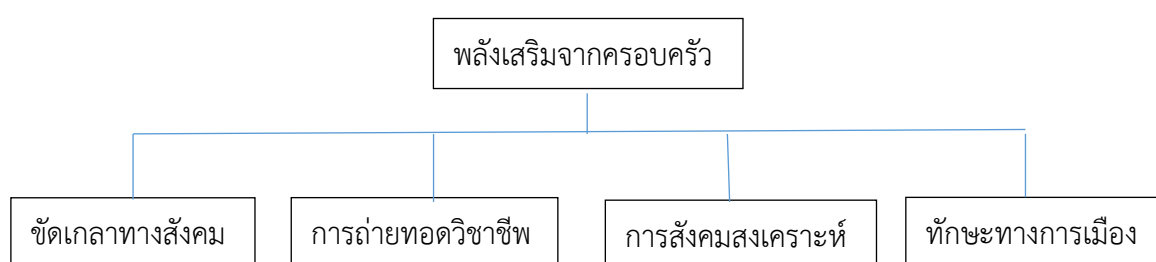 พลังเสริมจากครอบครัว
ขัดเกลาทางสังคม
การถ่ายทอดวิชาชีพ
การสังคมสงเคราะห์
ทักษะทางการเมือง